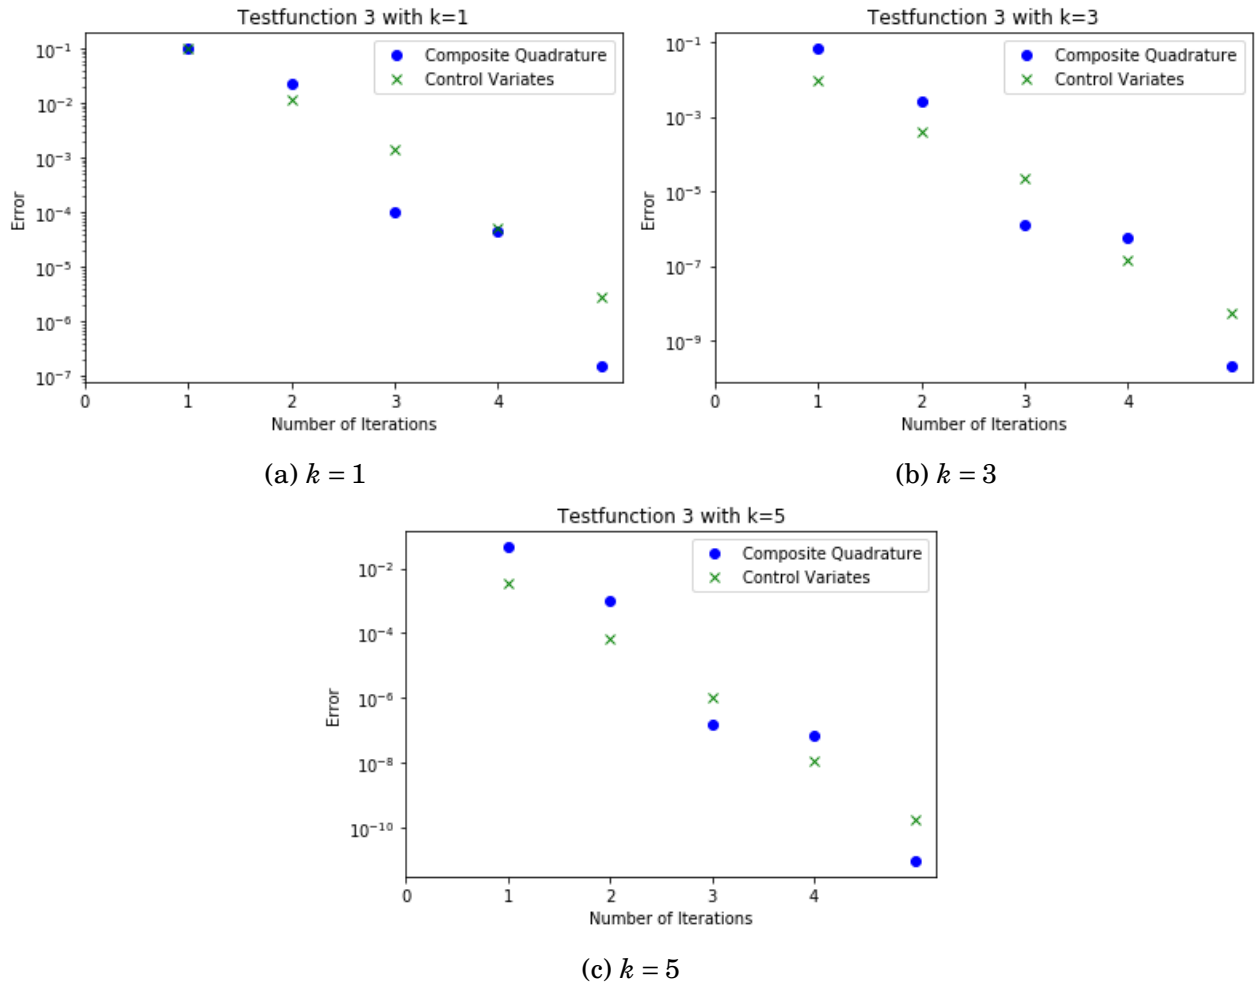 Testfunction 3 with k=1
Composite Quadrature
Control Variates
10⁻¹
10⁻²
10⁻³
10⁻⁴
10⁻⁵
10⁻⁶
10⁻⁷
Error
0 1 2 3 4
Number of Iterations
(a) k = 1
Testfunction 3 with k=3
Composite Quadrature
Control Variates
10⁻¹
10⁻³
10⁻⁵
10⁻⁷
10⁻⁹
Error
0 1 2 3 4
Number of Iterations
(b) k = 3
Testfunction 3 with k=5
Composite Quadrature
Control Variates
10⁻²
10⁻⁴
10⁻⁶
10⁻⁸
10⁻¹⁰
Error
0 1 2 3 4
Number of Iterations
(c) k = 5